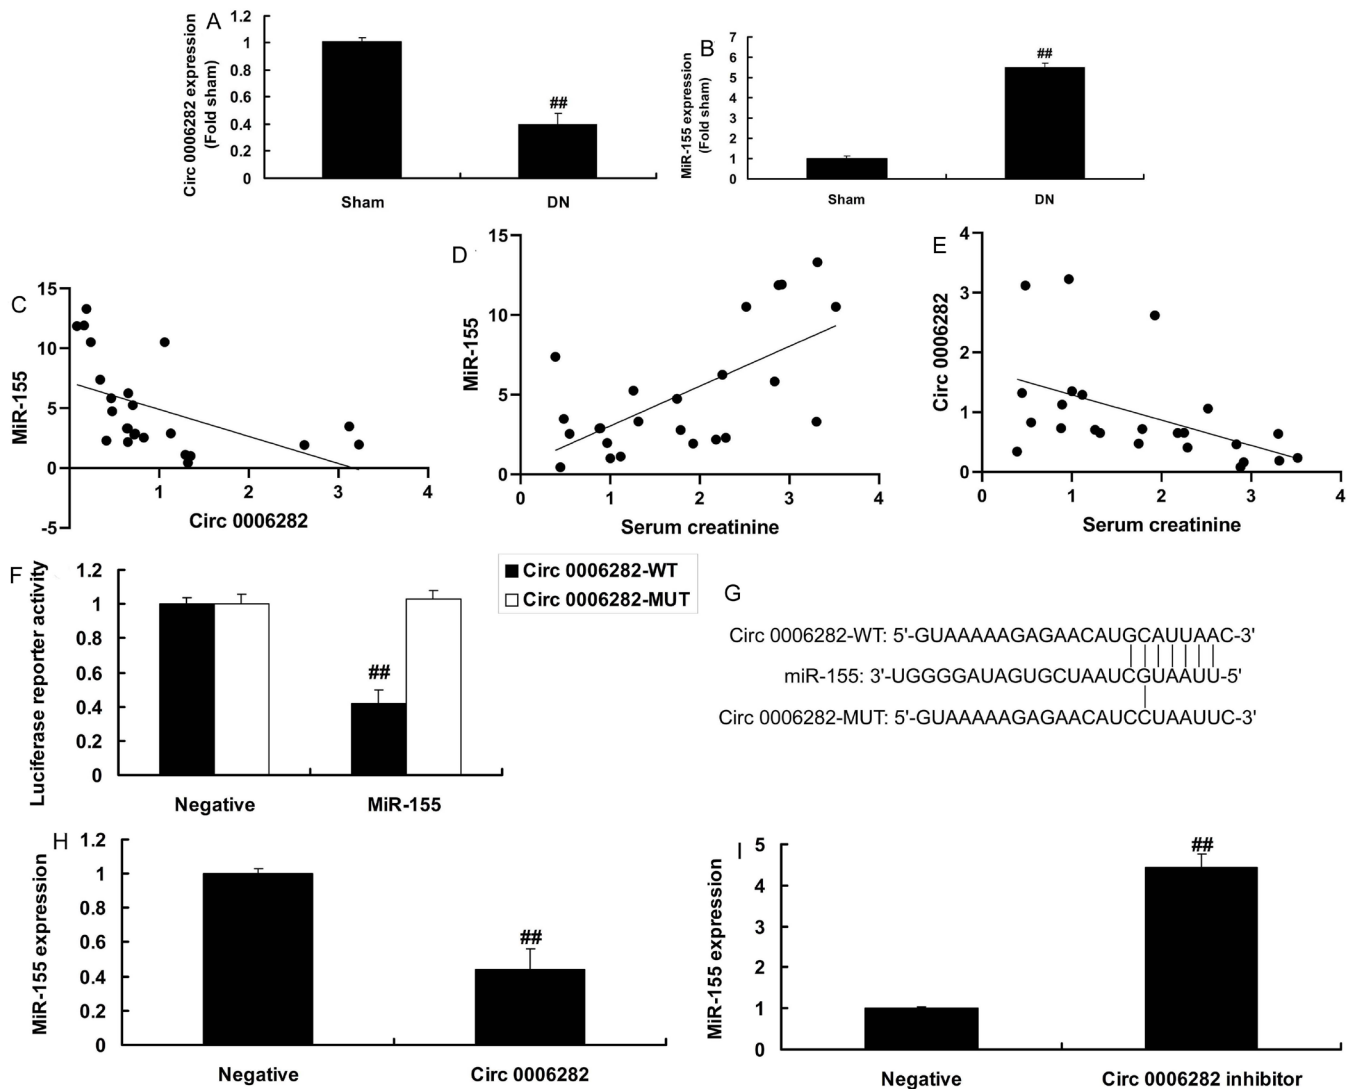 A
Circ 0006282 expression
(Fold sham)
1.2
1
0.8
0.6
0.4
0.2
0
##
Sham
DN
B
MiR-155 expression
(Fold sham)
7
6
5
4
3
2
1
0
##
Sham
DN
C
MiR-155
15
10
5
0
-5
1
2
3
4
Circ 0006282
D
MiR-155
15
10
5
0
0
1
2
3
4
Serum creatinine
E
Circ 0006282
4
3
2
1
0
0
1
2
3
4
Serum creatinine
F
Luciferase reporter activity
1.2
1
0.8
0.6
0.4
0.2
0
##
Negative
MiR-155
Circ 0006282-WT
Circ 0006282-MUT
G
Circ 0006282-WT: 5'-GUAAAAAGAGAACAUGCAUUAAC-3'
miR-155: 3'-UGGGGAUAGUGCUAAUCGUAAUU-5'
Circ 0006282-MUT: 5'-GUAAAAAGAGAACAUCCUAAUUC-3'
H
MiR-155 expression
1.2
1
0.8
0.6
0.4
0.2
0
##
Negative
Circ 0006282
I
MiR-155 expression
5
4
3
2
1
0
##
Negative
Circ 0006282 inhibitor